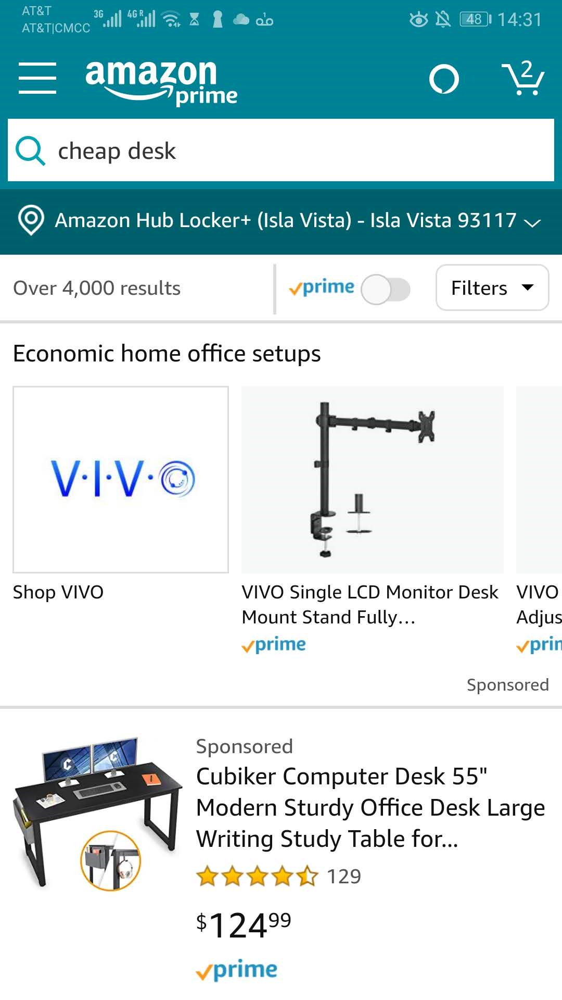 AT&T
AT&T|CMCC
3G
4G R
48
14:31
amazon
prime
2
cheap desk
Amazon Hub Locker+ (Isla Vista) - Isla Vista 93117
Over 4,000 results
prime
Filters
Economic home office setups
V·I·V·O
Shop VIVO
VIVO Single LCD Monitor Desk
Mount Stand Fully…
prime
VIVO
Adjus
prin
Sponsored
Sponsored
Cubiker Computer Desk 55"
Modern Sturdy Office Desk Large
Writing Study Table for...
129
$124 99
prime